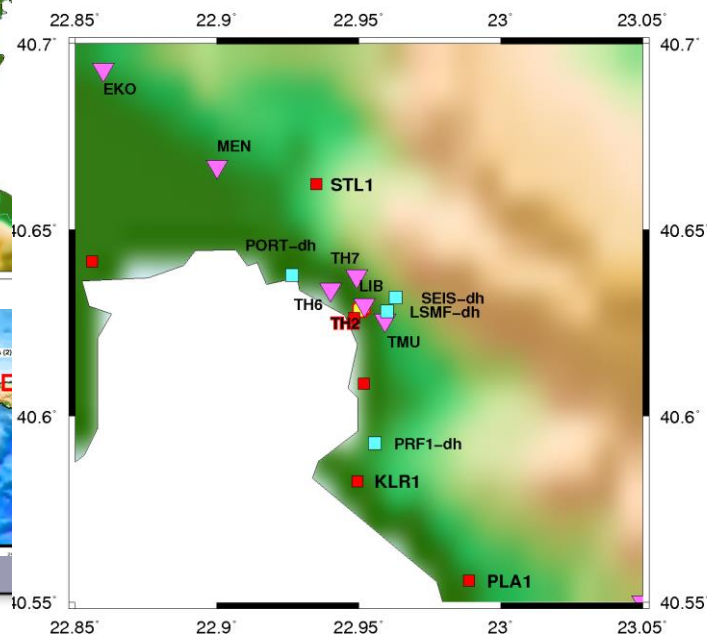 22.85° 22.9° 22.95° 23° 23.05°
40.7° 40.7°
EKO
MEN
STL1
40.65° 40.65°
PORT-dh
TH7
LIB
SEIS-dh
TH6
LSMF-dh
TH2
TMU
(2)
E
40.6° 40.6°
PRF1-dh
KLR1
PLA1
40.55° 40.55°
22.85° 22.9° 22.95° 23° 23.05°